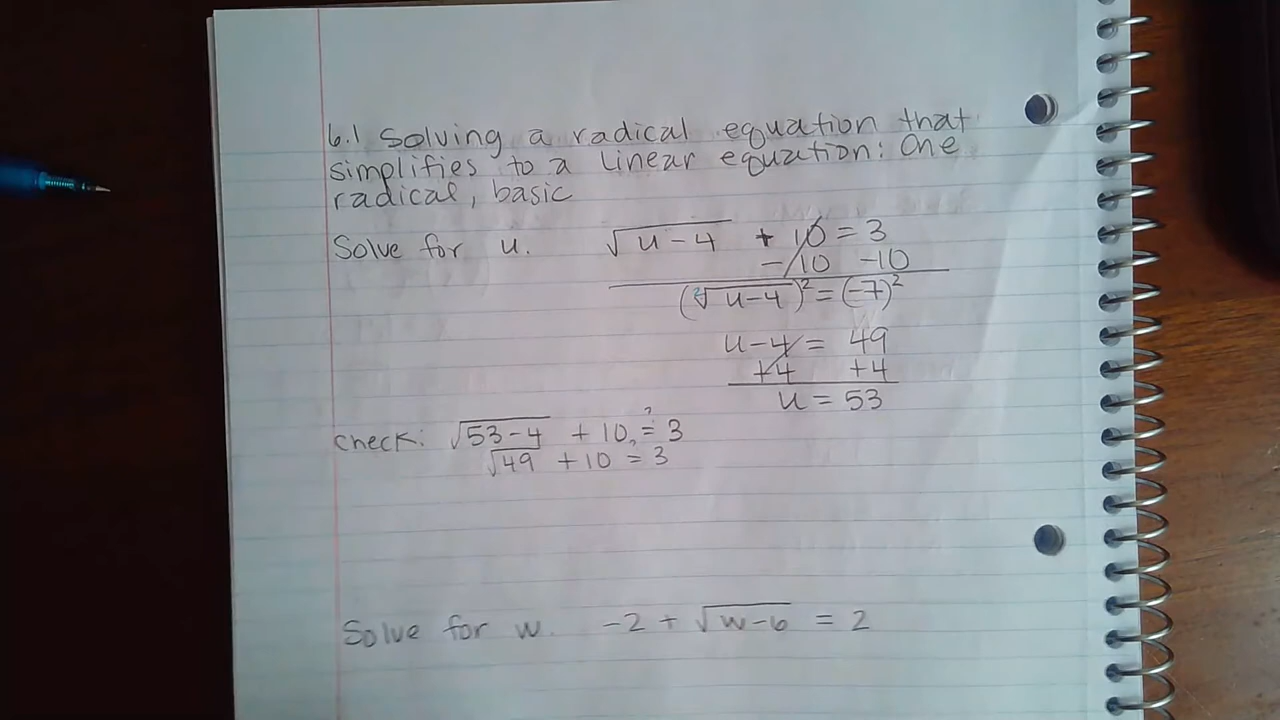 6.1 Solving a radical equation that
simplifies to a linear equation: One
radical, basic
Solve for u. √u-4 + 10 = 3
-10 -10
(²√u-4)² = (-7)²
u-4 = 49
+4 +4
u = 53
check: √53-4 + 10 ?= 3
√49 + 10 ?= 3
Solve for w. -2 + √w-6 = 2